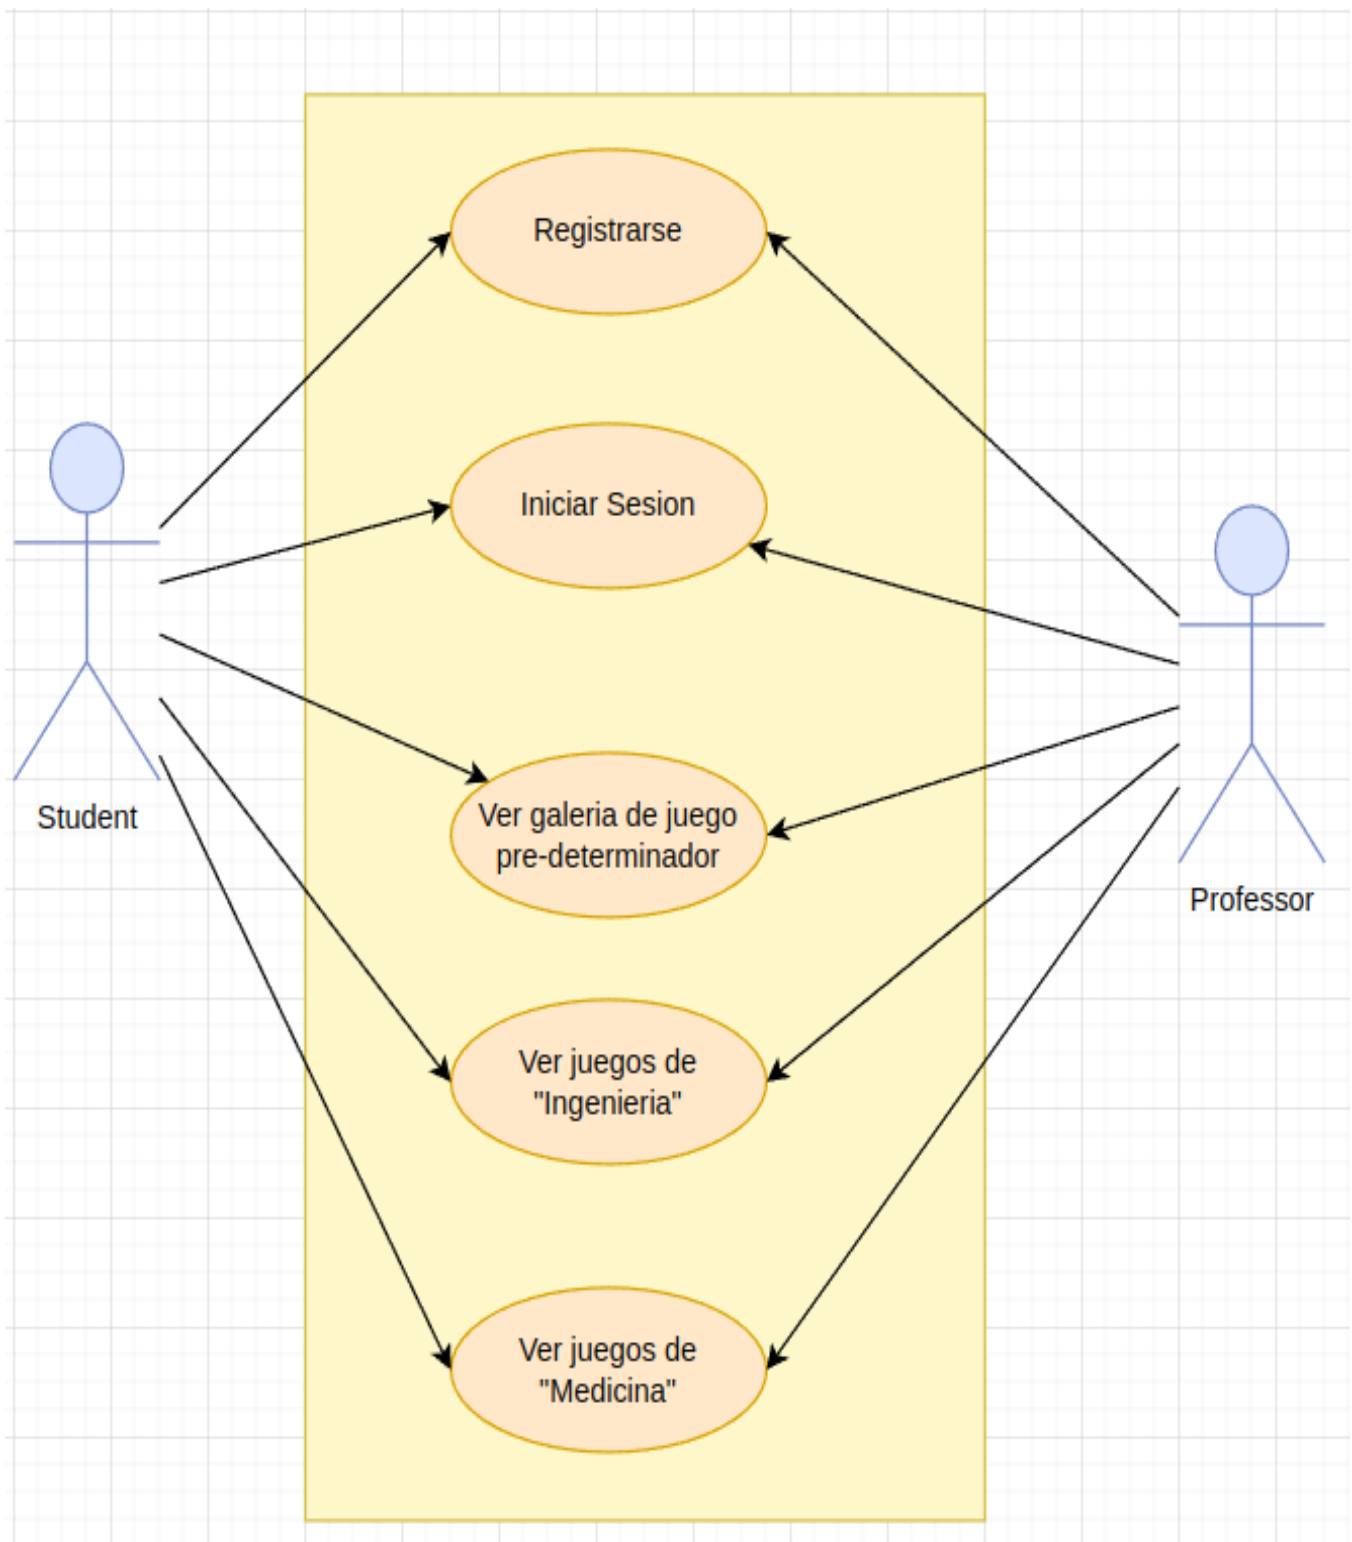 Registrarse
Iniciar Sesion
Student
Ver galeria de juego
pre-determinador
Professor
Ver juegos de
"Ingenieria"
Ver juegos de
"Medicina"